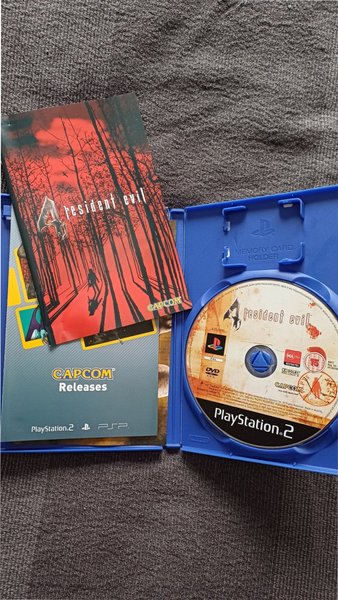 4 resident evil
CAPCOM
CAPCOM
Releases
PlayStation.2 PSP
MEMORY CARD
HOLDER
4 resident evil
DVD
CAPCOM
PlayStation.2